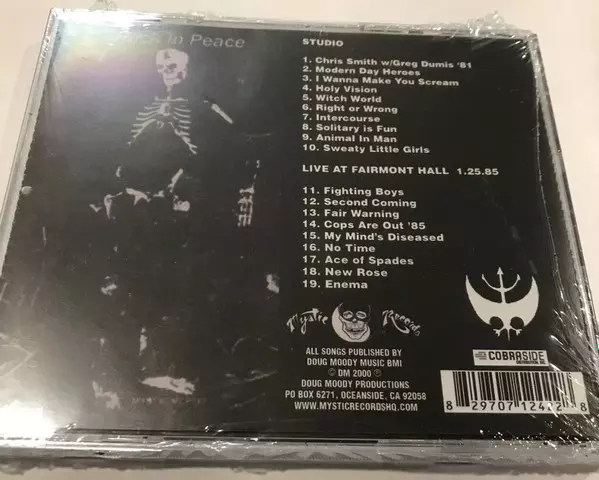 In Peace
STUDIO
1. Chris Smith w/Greg Dumis '81
2. Modern Day Heroes
3. I Wanna Make You Scream
4. Holy Vision
5. Witch World
6. Right or Wrong
7. Intercourse
8. Solitary is Fun
9. Animal In Man
10. Sweaty Little Girls
LIVE AT FAIRMONT HALL 1.25.85
11. Fighting Boys
12. Second Coming
13. Fair Warning
14. Cops Are Out '85
15. My Mind's Diseased
16. No Time
17. Ace of Spades
18. New Rose
19. Enema
Mystic Records
ALL SONGS PUBLISHED BY
DOUG MOODY MUSIC BMI
© DM 2000 ℗
DOUG MOODY PRODUCTIONS
PO BOX 6271, OCEANSIDE, CA 92058
WWW.MYSTICRECORDSHQ.COM
COBRASIDE
DISTRIBUTION, INC.
8 29707 12412 8